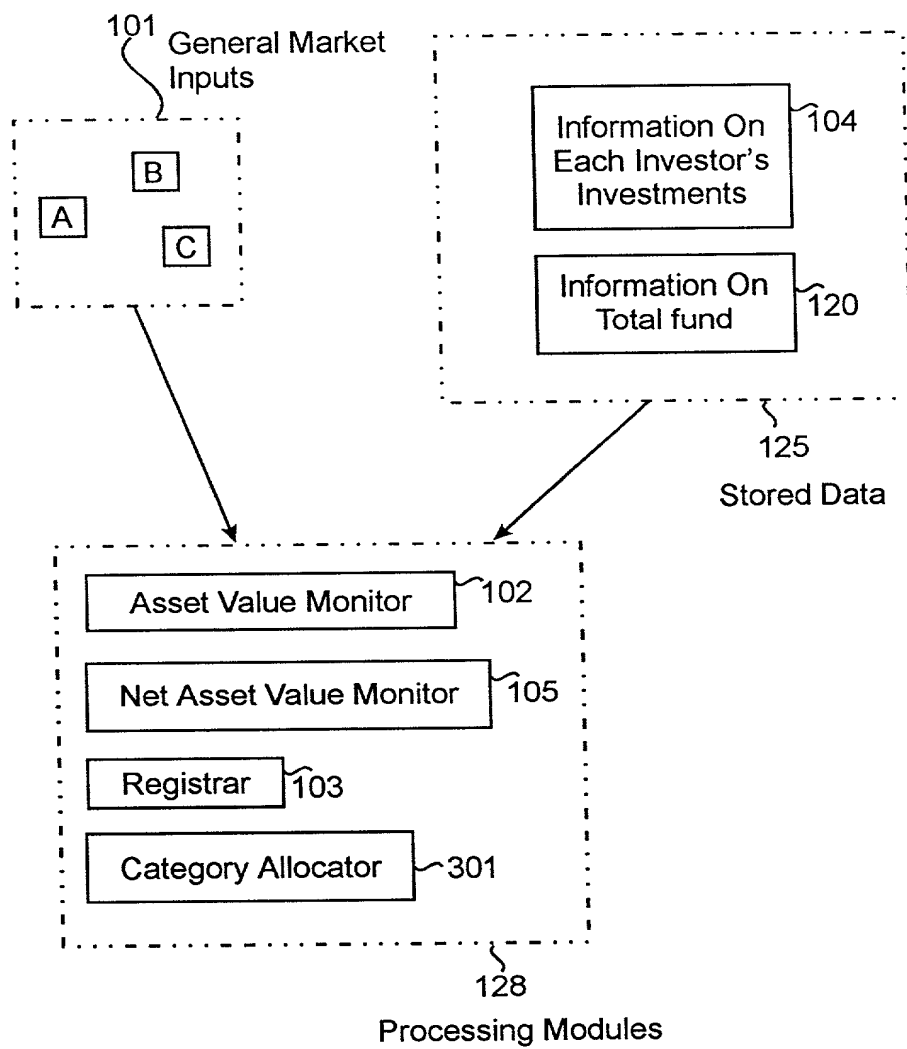 101
General Market
Inputs
A
B
C
Information On
Each Investor's
Investments
104
Information On
Total fund
120
125
Stored Data
Asset Value Monitor
102
Net Asset Value Monitor
105
Registrar
103
Category Allocator
301
128
Processing Modules